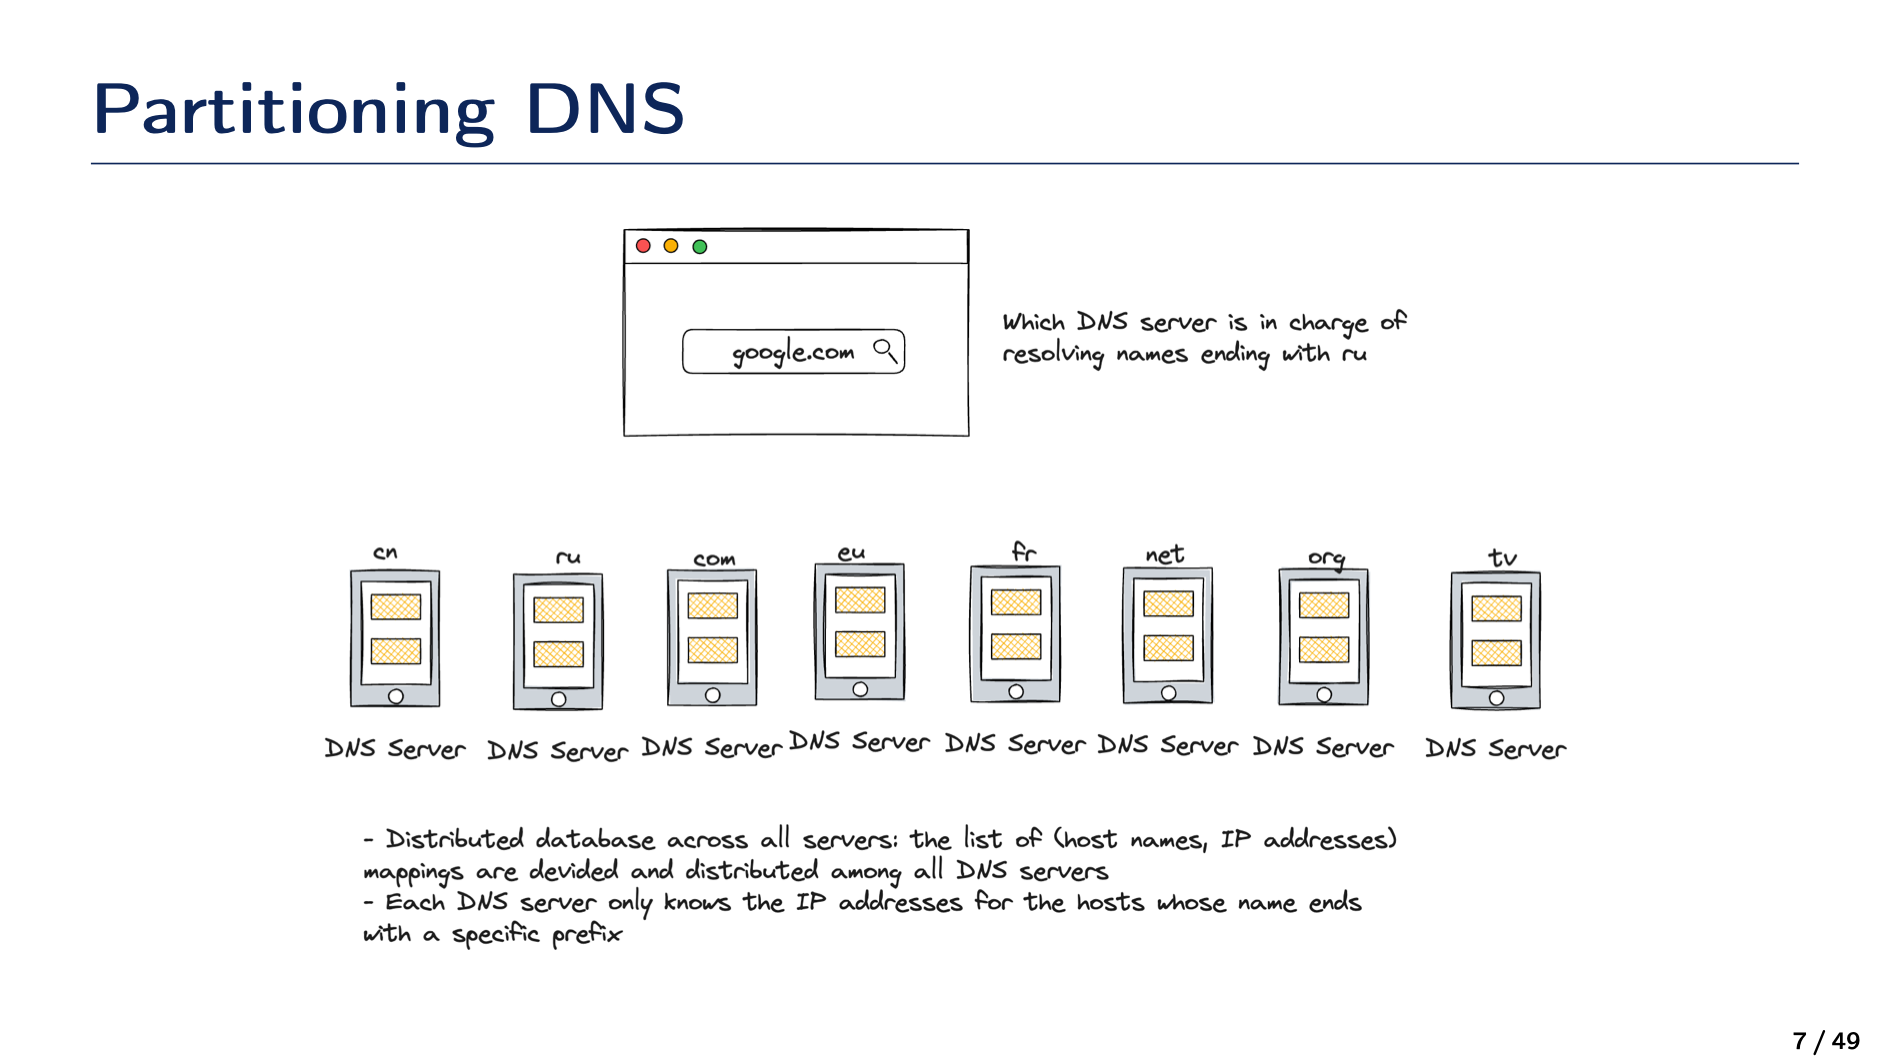 Partitioning DNS
google.com
Which DNS server is in charge of
resolving names ending with ru
cn
ru
com
eu
fr
net
org
tv
DNS Server
DNS Server
DNS Server
DNS Server
DNS Server
DNS Server
DNS Server
DNS Server
- Distributed database across all servers: the list of (host names, IP addresses)
mappings are devided and distributed among all DNS servers
- Each DNS server only knows the IP addresses for the hosts whose name ends
with a specific prefix
7 / 49